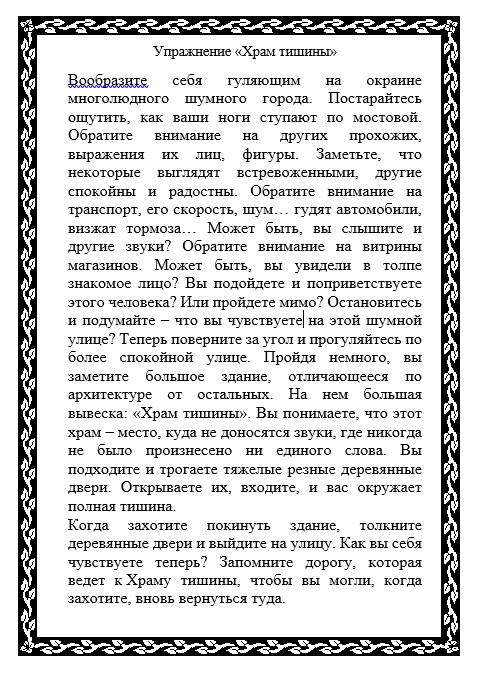 Упражнение «Храм тишины»
Вообразите себя гуляющим на окраине
многолюдного шумного города. Постарайтесь
ощутить, как ваши ноги ступают по мостовой.
Обратите внимание на других прохожих,
выражения их лиц, фигуры. Заметьте, что
некоторые выглядят встревоженными, другие
спокойны и радостны. Обратите внимание на
транспорт, его скорость, шум… гудят автомобили,
визжат тормоза… Может быть, вы слышите и
другие звуки? Обратите внимание на витрины
магазинов. Может быть, вы увидели в толпе
знакомое лицо? Вы подойдете и поприветствуете
этого человека? Или пройдете мимо? Остановитесь
и подумайте – что вы чувствуете на этой шумной
улице? Теперь поверните за угол и прогуляйтесь по
более спокойной улице. Пройдя немного, вы
заметите большое здание, отличающееся по
архитектуре от остальных. На нем большая
вывеска: «Храм тишины». Вы понимаете, что этот
храм – место, куда не доносятся звуки, где никогда
не было произнесено ни единого слова. Вы
подходите и трогаете тяжелые резные деревянные
двери. Открываете их, входите, и вас окружает
полная тишина.
Когда захотите покинуть здание, толкните
деревянные двери и выйдите на улицу. Как вы себя
чувствуете теперь? Запомните дорогу, которая
ведет к Храму тишины, чтобы вы могли, когда
захотите, вновь вернуться туда.